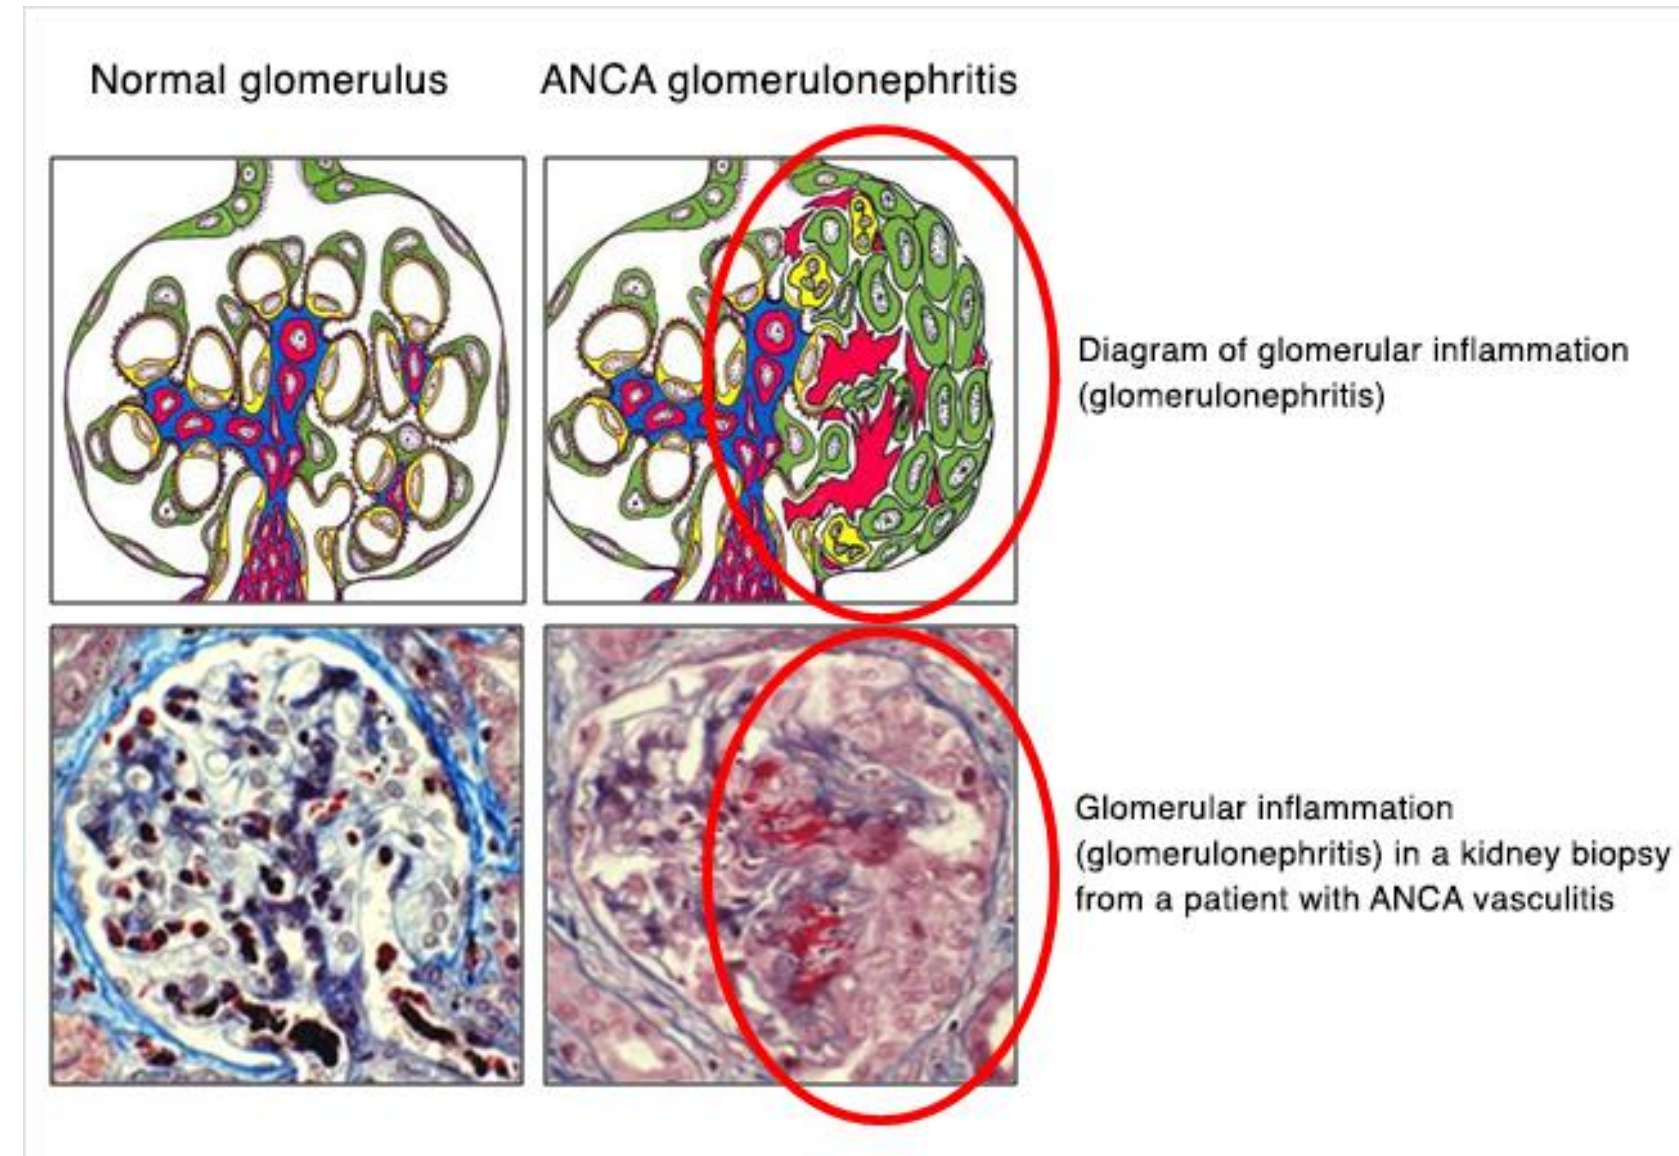 Normal glomerulus
ANCA glomerulonephritis
Diagram of glomerular inflammation
(glomerulonephritis)
Glomerular inflammation
(glomerulonephritis) in a kidney biopsy
from a patient with ANCA vasculitis